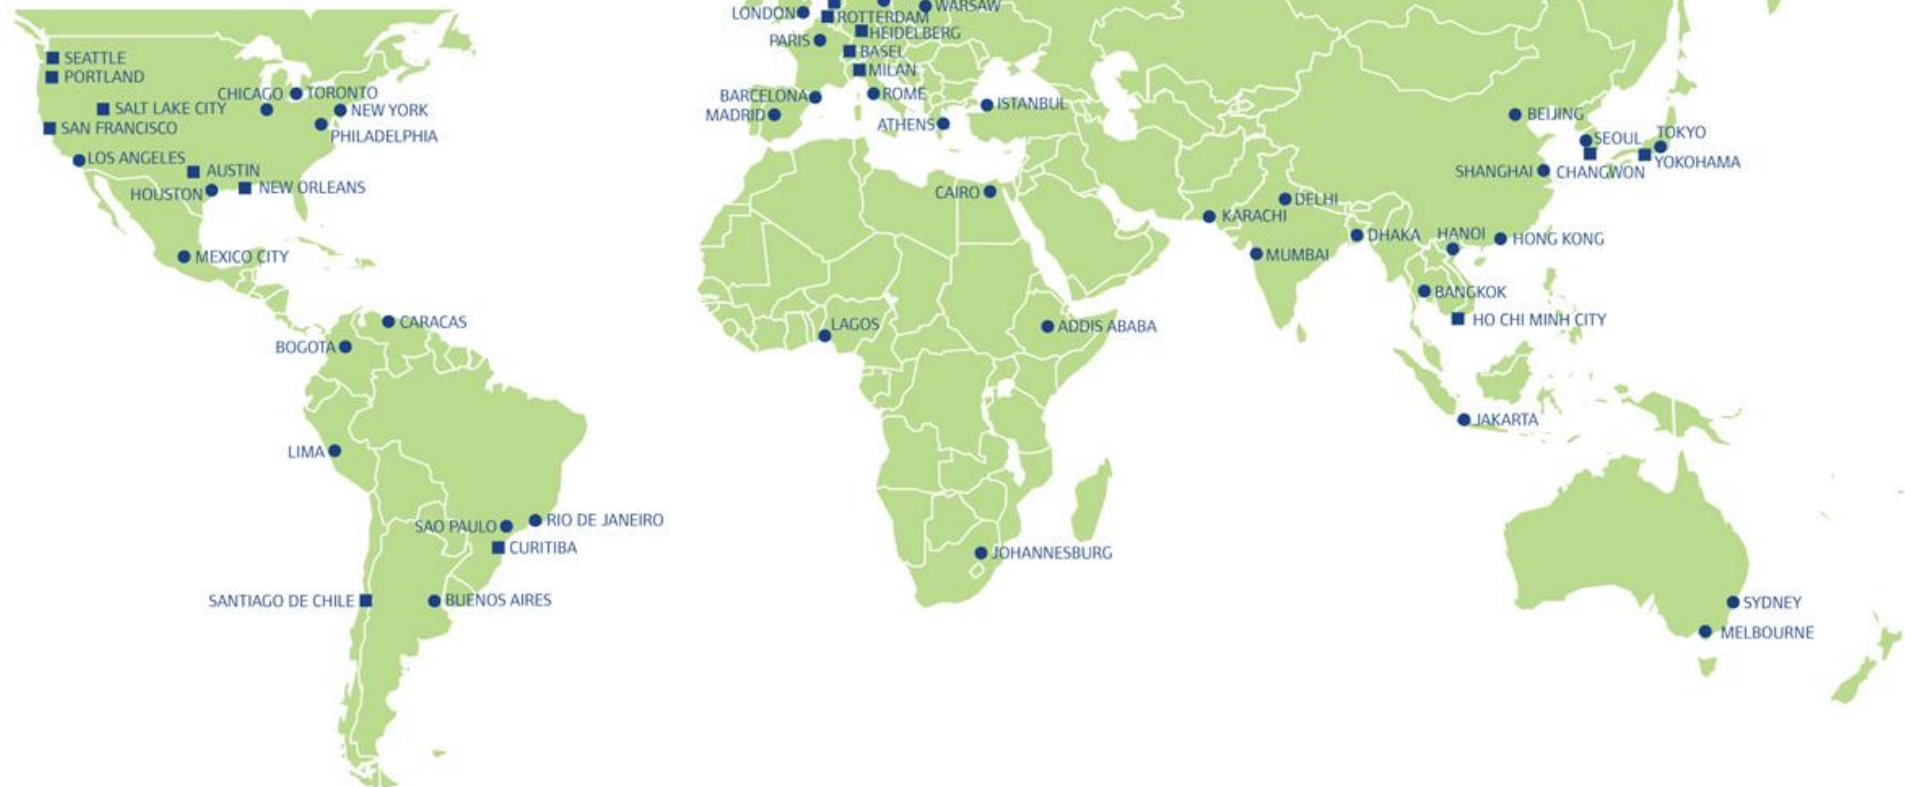 LONDON
WARSAW
ROTTERDAM
HEIDELBERG
PARIS
BASEL
SEATTLE
MILAN
PORTLAND
CHICAGO
TORONTO
BARCELONA
ROME
ISTANBUL
SALT LAKE CITY
NEW YORK
MADRID
BEIJING
SAN FRANCISCO
PHILADELPHIA
ATHENS
SEOUL
TOKYO
LOS ANGELES
YOKOHAMA
AUSTIN
SHANGHAI
CHANGWON
HOUSTON
NEW ORLEANS
CAIRO
DELHI
KARACHI
DHAKA
HANOI
HONG KONG
MEXICO CITY
MUMBAI
BANGKOK
CARACAS
LAGOS
ADDIS ABABA
HO CHI MINH CITY
BOGOTA
JAKARTA
LIMA
SAO PAULO
RIO DE JANEIRO
CURITIBA
JOHANNESBURG
SANTIAGO DE CHILE
BUENOS AIRES
SYDNEY
MELBOURNE